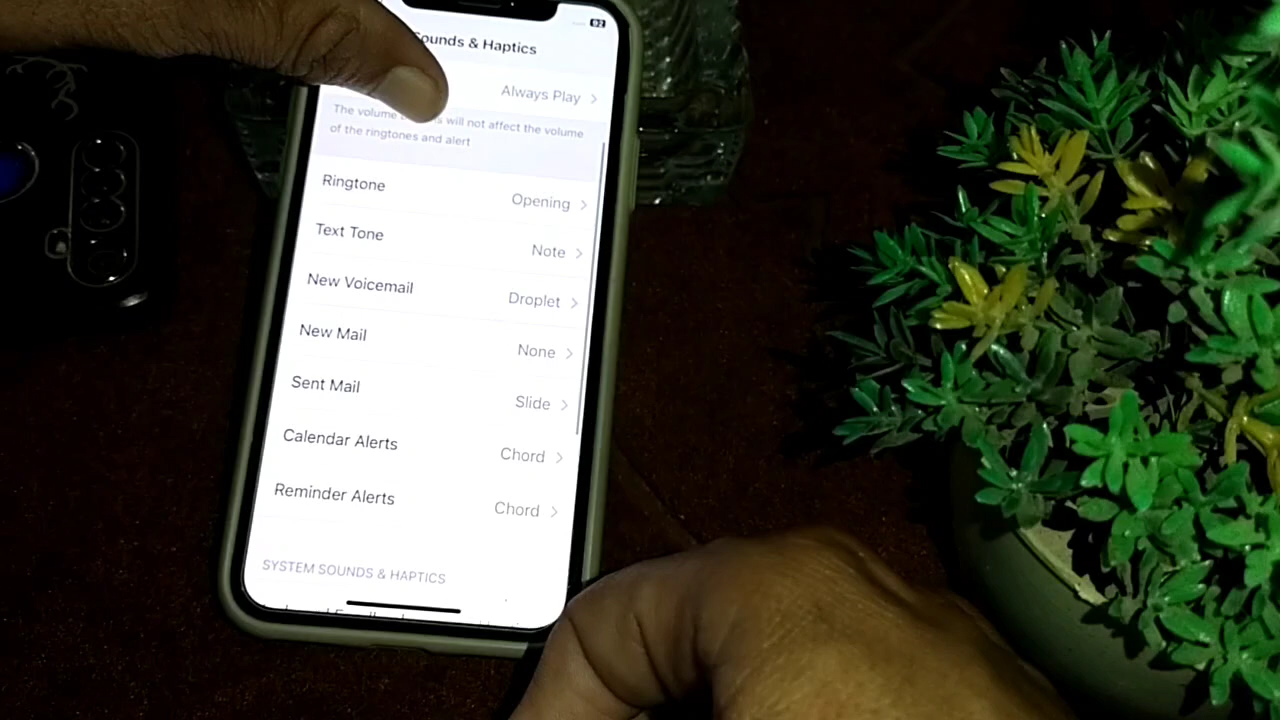 92
Sounds & Haptics
Always Play
The volume will not affect the volume
of the ringtones and alert
Ringtone Opening
Text Tone Note
New Voicemail Droplet
New Mail None
Sent Mail Slide
Calendar Alerts Chord
Reminder Alerts Chord
SYSTEM SOUNDS & HAPTICS